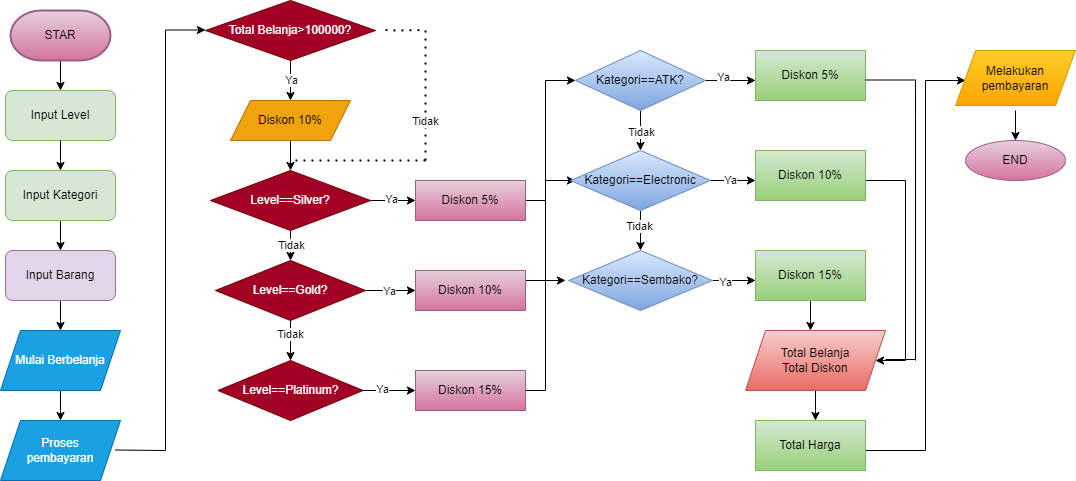 STAR
Input Level
Input Kategori
Input Barang
Mulai Berbelanja
Proses
pembayaran
Total Belanja>100000?
Ya
Tidak
Diskon 10%
Level==Silver?
Ya
Diskon 5%
Tidak
Level==Gold?
Ya
Diskon 10%
Tidak
Level==Platinum?
Ya
Diskon 15%
Kategori==ATK?
Ya
Diskon 5%
Tidak
Kategori==Electronic
Ya
Diskon 10%
Tidak
Kategori==Sembako?
Ya
Diskon 15%
Total Belanja
Total Diskon
Total Harga
Melakukan
pembayaran
END